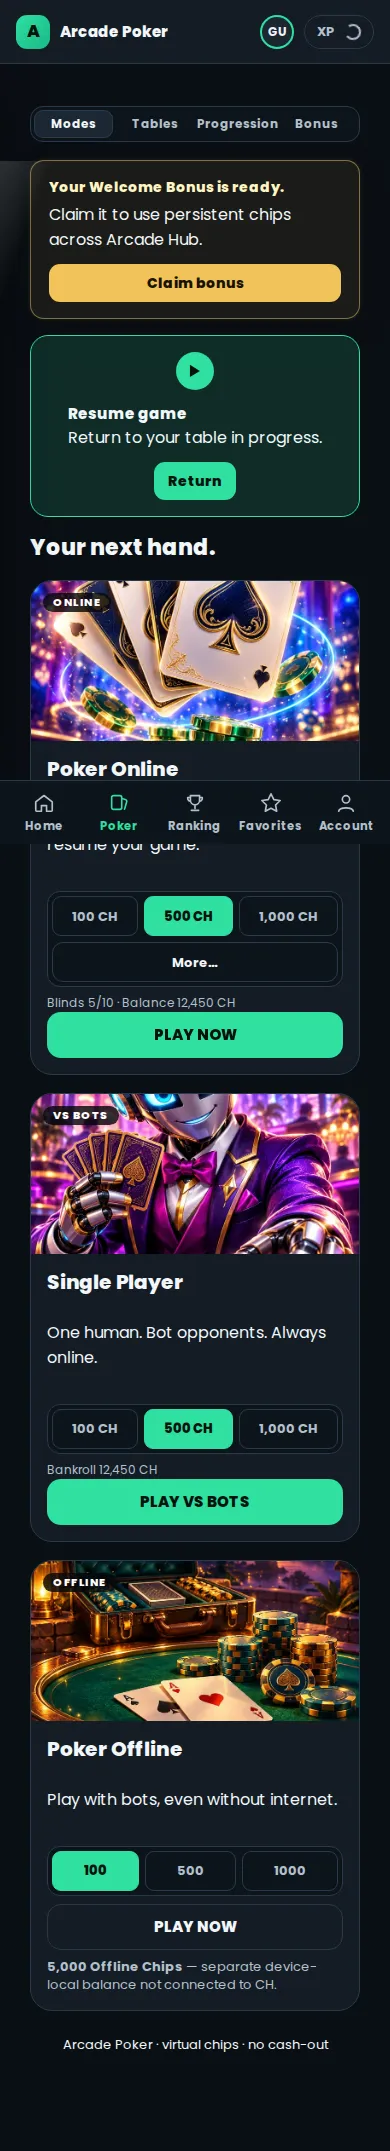 A Arcade Poker GU XP
Modes Tables Progression Bonus
Your Welcome Bonus is ready.
Claim it to use persistent chips
across Arcade Hub.
Claim bonus
Resume game
Return to your table in progress.
Return
Your next hand.
ONLINE
Poker Online
Home Poker Ranking Favorites Account
resume your game.
100 CH 500 CH 1,000 CH
More...
Blinds 5/10 · Balance 12,450 CH
PLAY NOW
VS BOTS
Single Player
One human. Bot opponents. Always
online.
100 CH 500 CH 1,000 CH
Bankroll 12,450 CH
PLAY VS BOTS
OFFLINE
Poker Offline
Play with bots, even without internet.
100 500 1000
PLAY NOW
5,000 Offline Chips — separate device-
local balance not connected to CH.
Arcade Poker · virtual chips · no cash-out